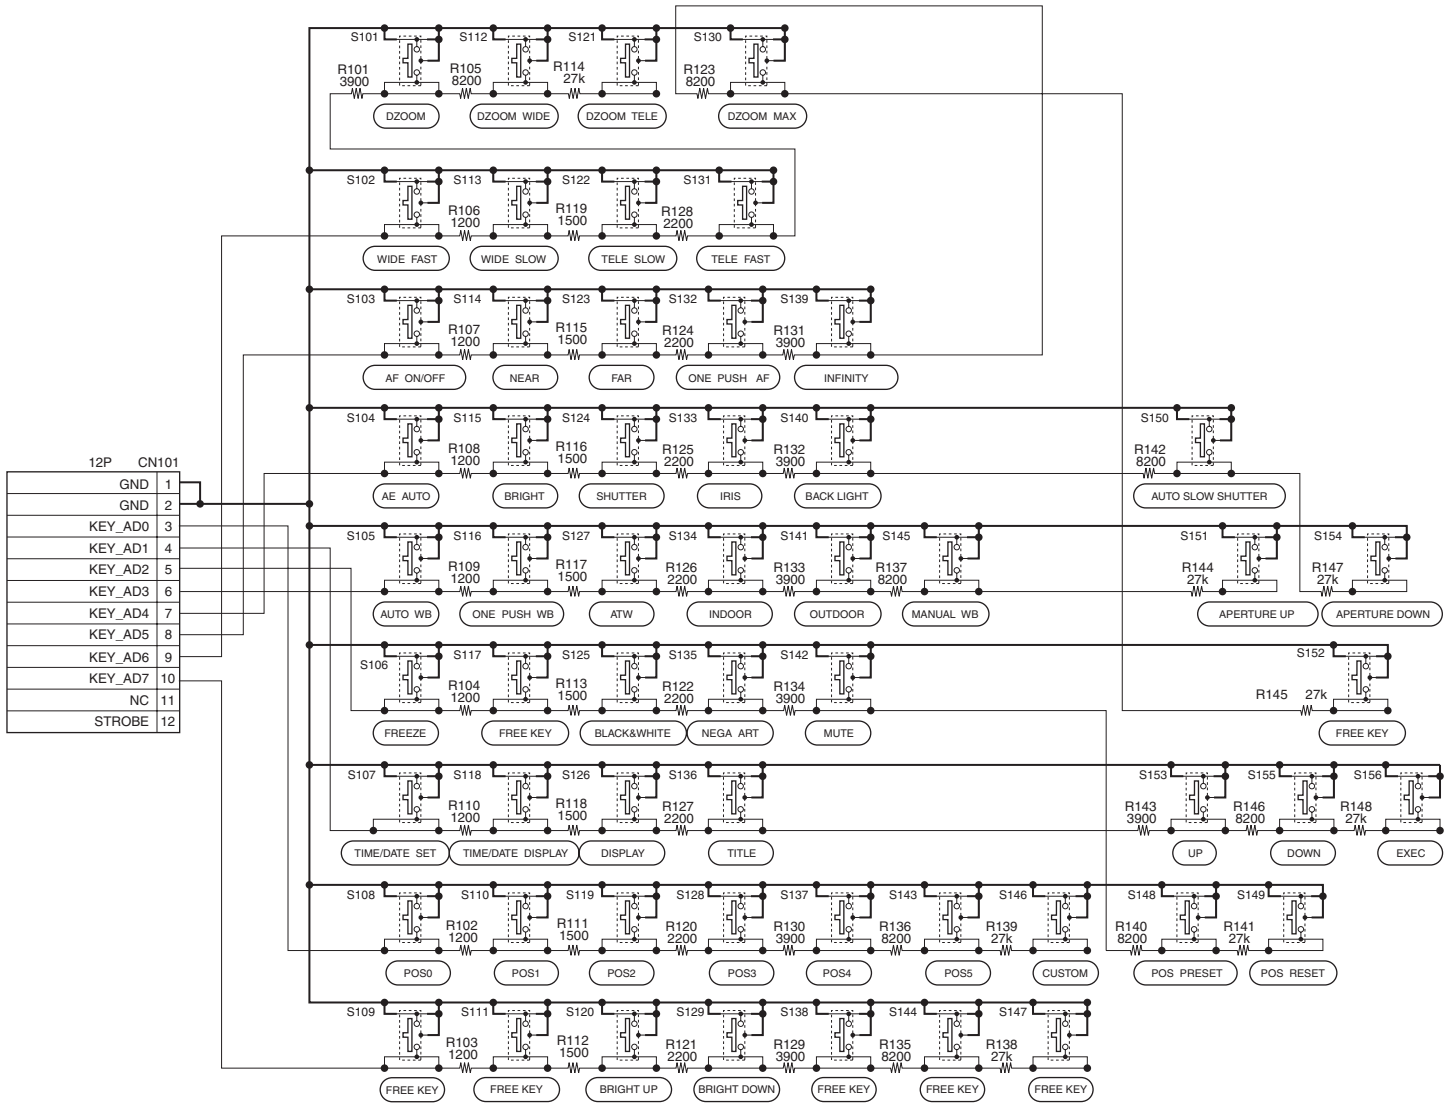 S101 S112 S121 S130
R101 R105 R114 R123
3900 8200 27k 8200
DZOOM DZOOM WIDE DZOOM TELE DZOOM MAX
S102 S113 S122 S131
R106 R119 R128
1200 1500 2200
WIDE FAST WIDE SLOW TELE SLOW TELE FAST
S103 S114 S123 S132 S139
R107 R115 R124 R131
1200 1500 2200 3900
AF ON/OFF NEAR FAR ONE PUSH AF INFINITY
S104 S115 S124 S133 S140 S150
R108 R116 R125 R132 R142
1200 1500 2200 3900 8200
AE AUTO BRIGHT SHUTTER IRIS BACK LIGHT AUTO SLOW SHUTTER
12P CN101
GND 1
GND 2
KEY_AD0 3
KEY_AD1 4
KEY_AD2 5
KEY_AD3 6
KEY_AD4 7
KEY_AD5 8
KEY_AD6 9
KEY_AD7 10
NC 11
STROBE 12
S105 S116 S127 S134 S141 S145 S151 S154
R109 R117 R126 R133 R137 R144 R147
1200 1500 2200 3900 8200 27k 27k
AUTO WB ONE PUSH WB ATW INDOOR OUTDOOR MANUAL WB APERTURE UP APERTURE DOWN
S106 S117 S125 S135 S142 S152
R104 R113 R122 R134 R145 27k
1200 1500 2200 3900
FREEZE FREE KEY BLACK&WHITE NEGA ART MUTE FREE KEY
S107 S118 S126 S136 S153 S155 S156
R110 R118 R127 R143 R146 R148
1200 1500 2200 3900 8200 27k
TIME/DATE SET TIME/DATE DISPLAY DISPLAY TITLE UP DOWN EXEC
S108 S110 S119 S128 S137 S143 S146 S148 S149
R102 R111 R120 R130 R136 R139 R140 R141
1200 1500 2200 3900 8200 27k 8200 27k
POS0 POS1 POS2 POS3 POS4 POS5 CUSTOM POS PRESET POS RESET
S109 S111 S120 S129 S138 S144 S147
R103 R112 R121 R129 R135 R138
1200 1500 2200 3900 8200 27k
FREE KEY FREE KEY BRIGHT UP BRIGHT DOWN FREE KEY FREE KEY FREE KEY